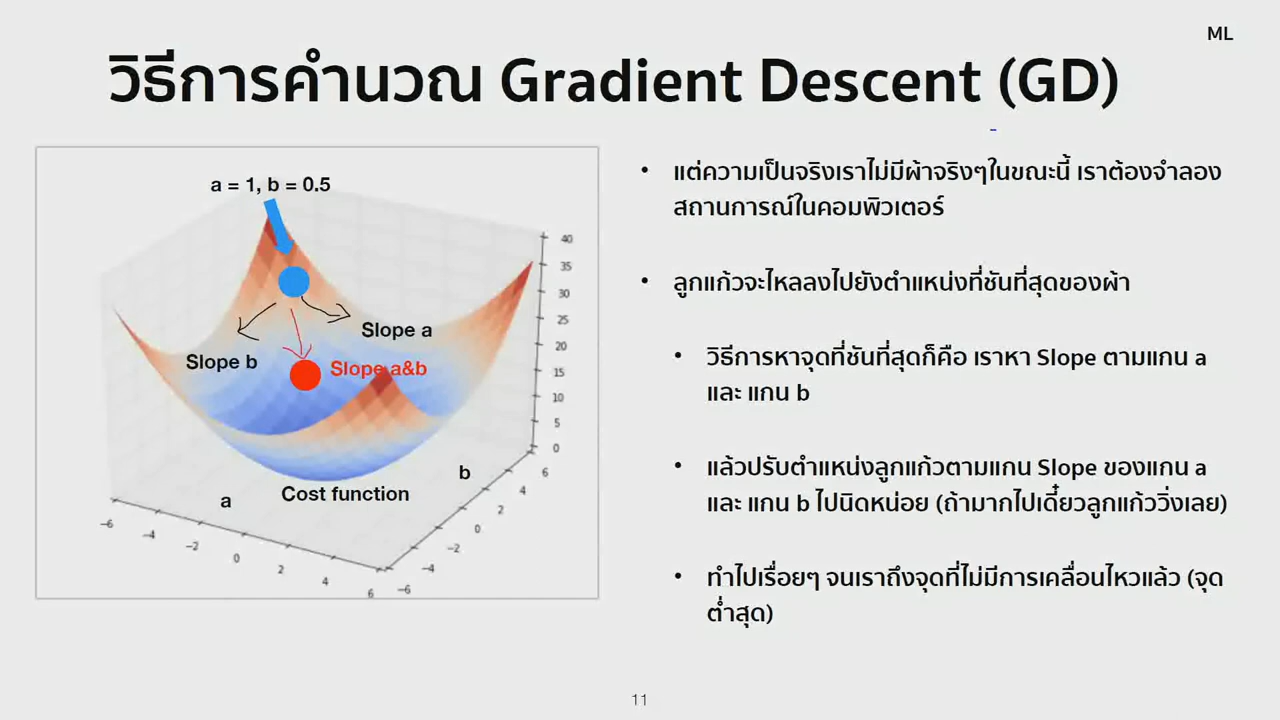 ML
วิธีการคำนวณ Gradient Descent (GD)
a = 1, b = 0.5
Slope a
Slope b
Slope a&b
Cost function
a
b
40
35
30
25
20
15
10
5
0
6
4
2
0
−2
−4
−6
−6
−4
−2
0
2
4
6
• แต่ความเป็นจริงเราไม่มีผ้าจริงๆในขณะนี้ เราต้องจำลอง
สถานการณ์ในคอมพิวเตอร์
• ลูกแก้วจะไหลลงไปยังตำแหน่งที่ชันที่สุดของผ้า
• วิธีการหาจุดที่ชันที่สุดก็คือ เราหา Slope ตามแกน a
และ แกน b
• แล้วปรับตำแหน่งลูกแก้วตามแกน Slope ของแกน a
และ แกน b ไปนิดหน่อย (ถ้ามากไปเดี๋ยวลูกแก้ววิ่งเลย)
• ทำไปเรื่อยๆ จนเราถึงจุดที่ไม่มีการเคลื่อนไหวแล้ว (จุด
ต่ำสุด)
11